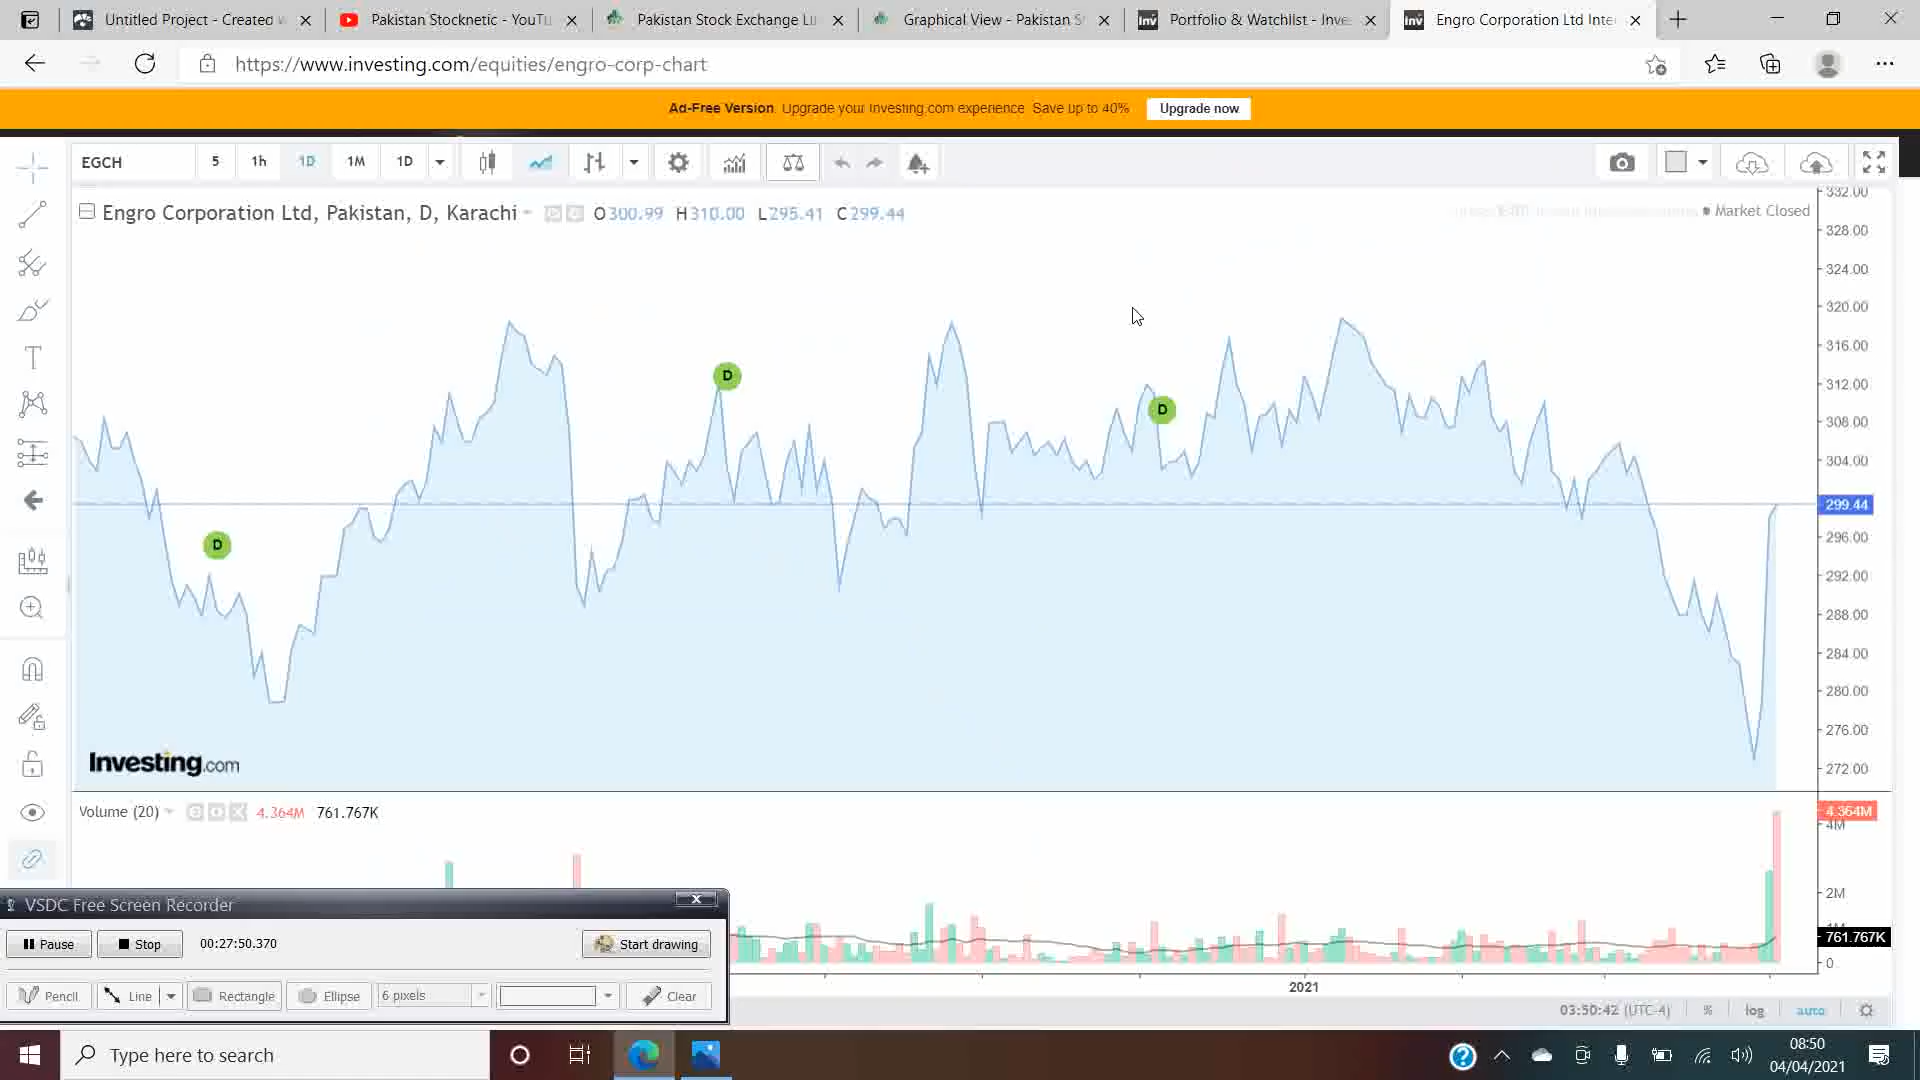 Untitled Project - Created w
Pakistan Stocknetic - YouTu
Pakistan Stock Exchange Li
Graphical View - Pakistan S
Portfolio & Watchlist - Inve
Engro Corporation Ltd Inte
https://www.investing.com/equities/engro-corp-chart
Ad-Free Version. Upgrade your Investing.com experience. Save up to 40%
Upgrade now
EGCH
5
1h
1D
1M
1D
Engro Corporation Ltd, Pakistan, D, Karachi
O300.99 H310.00 L295.41 C299.44
Market Closed
332.00
328.00
324.00
320.00
316.00
312.00
308.00
304.00
299.44
296.00
292.00
288.00
284.00
280.00
276.00
272.00
D
D
D
Investing.com
Volume (20)
4.364M
761.767K
4.364M
4M
2M
761.767K
0
VSDC Free Screen Recorder
Pause
Stop
00:27:50.370
Start drawing
Pencil
Line
Rectangle
Ellipse
6 pixels
Clear
2021
03:50:42 (UTC-4)
%
log
auto
Type here to search
08:50
04/04/2021